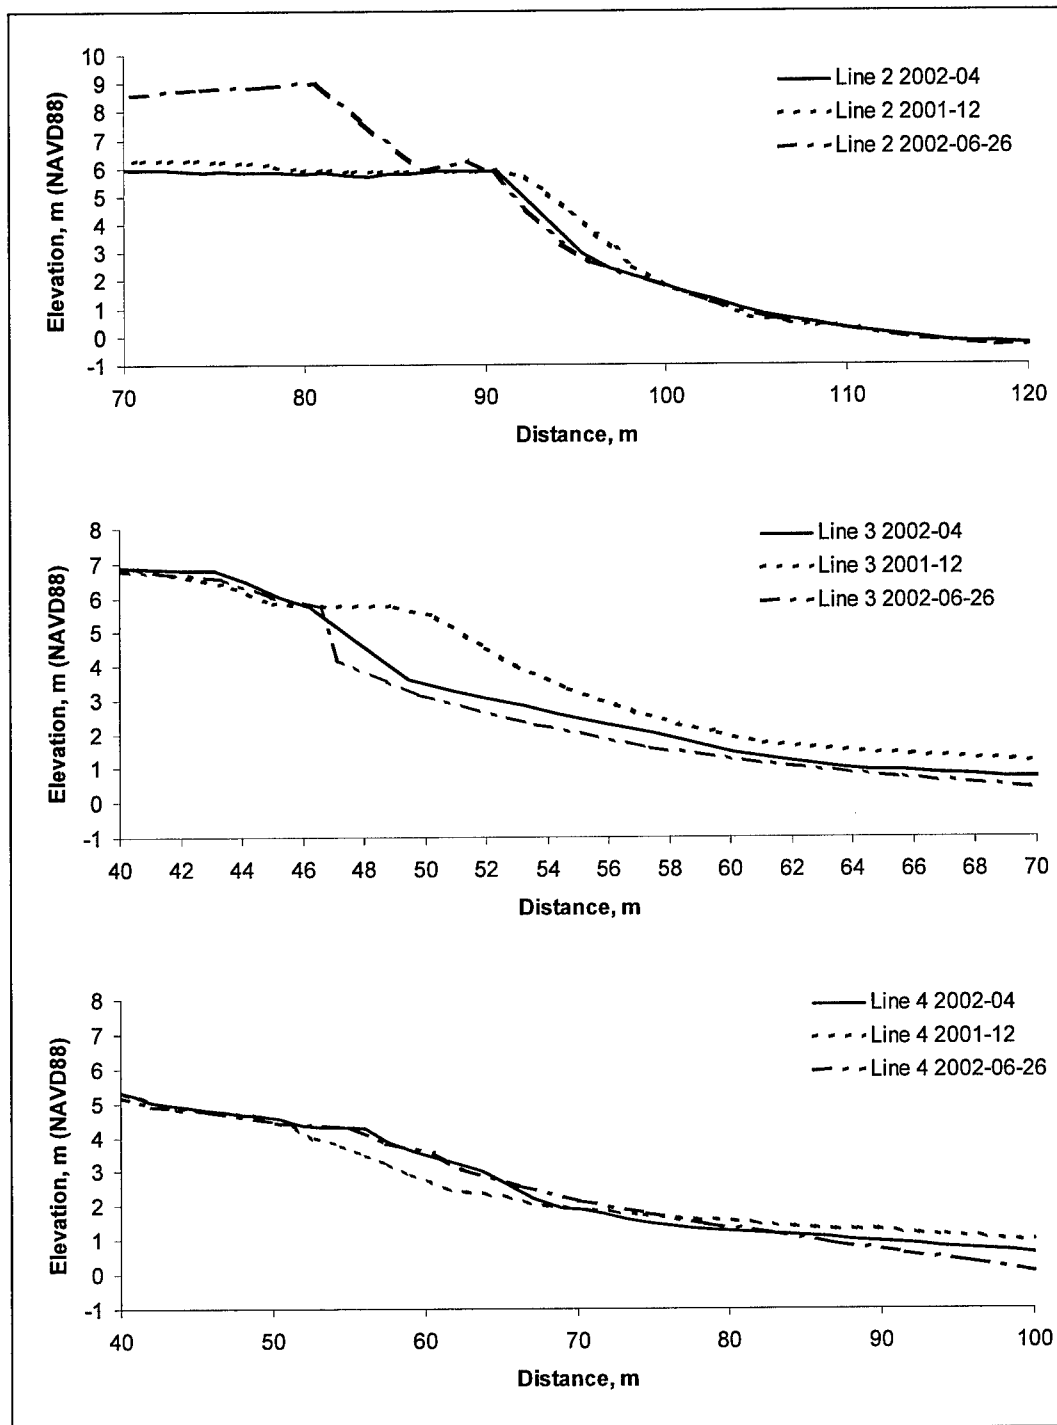 10
9
8
7
6
5
4
3
2
1
0
-1
Elevation, m (NAVD88)
Line 2 2002-04
Line 2 2001-12
Line 2 2002-06-26
70 80 90 100 110 120
Distance, m
8
7
6
5
4
3
2
1
0
-1
Elevation, m (NAVD88)
Line 3 2002-04
Line 3 2001-12
Line 3 2002-06-26
40 42 44 46 48 50 52 54 56 58 60 62 64 66 68 70
Distance, m
8
7
6
5
4
3
2
1
0
-1
Elevation, m (NAVD88)
Line 4 2002-04
Line 4 2001-12
Line 4 2002-06-26
40 50 60 70 80 90 100
Distance, m